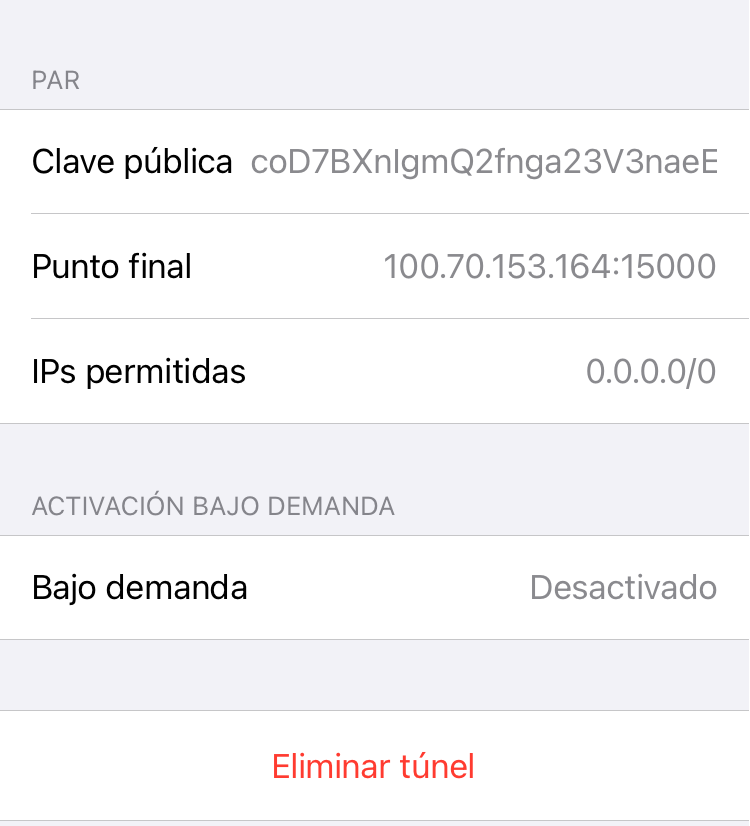 PAR
Clave pública coD7BXnIgmQ2fnga23V3naeE
Punto final 100.70.153.164:15000
IPs permitidas 0.0.0.0/0
ACTIVACIÓN BAJO DEMANDA
Bajo demanda Desactivado
Eliminar túnel